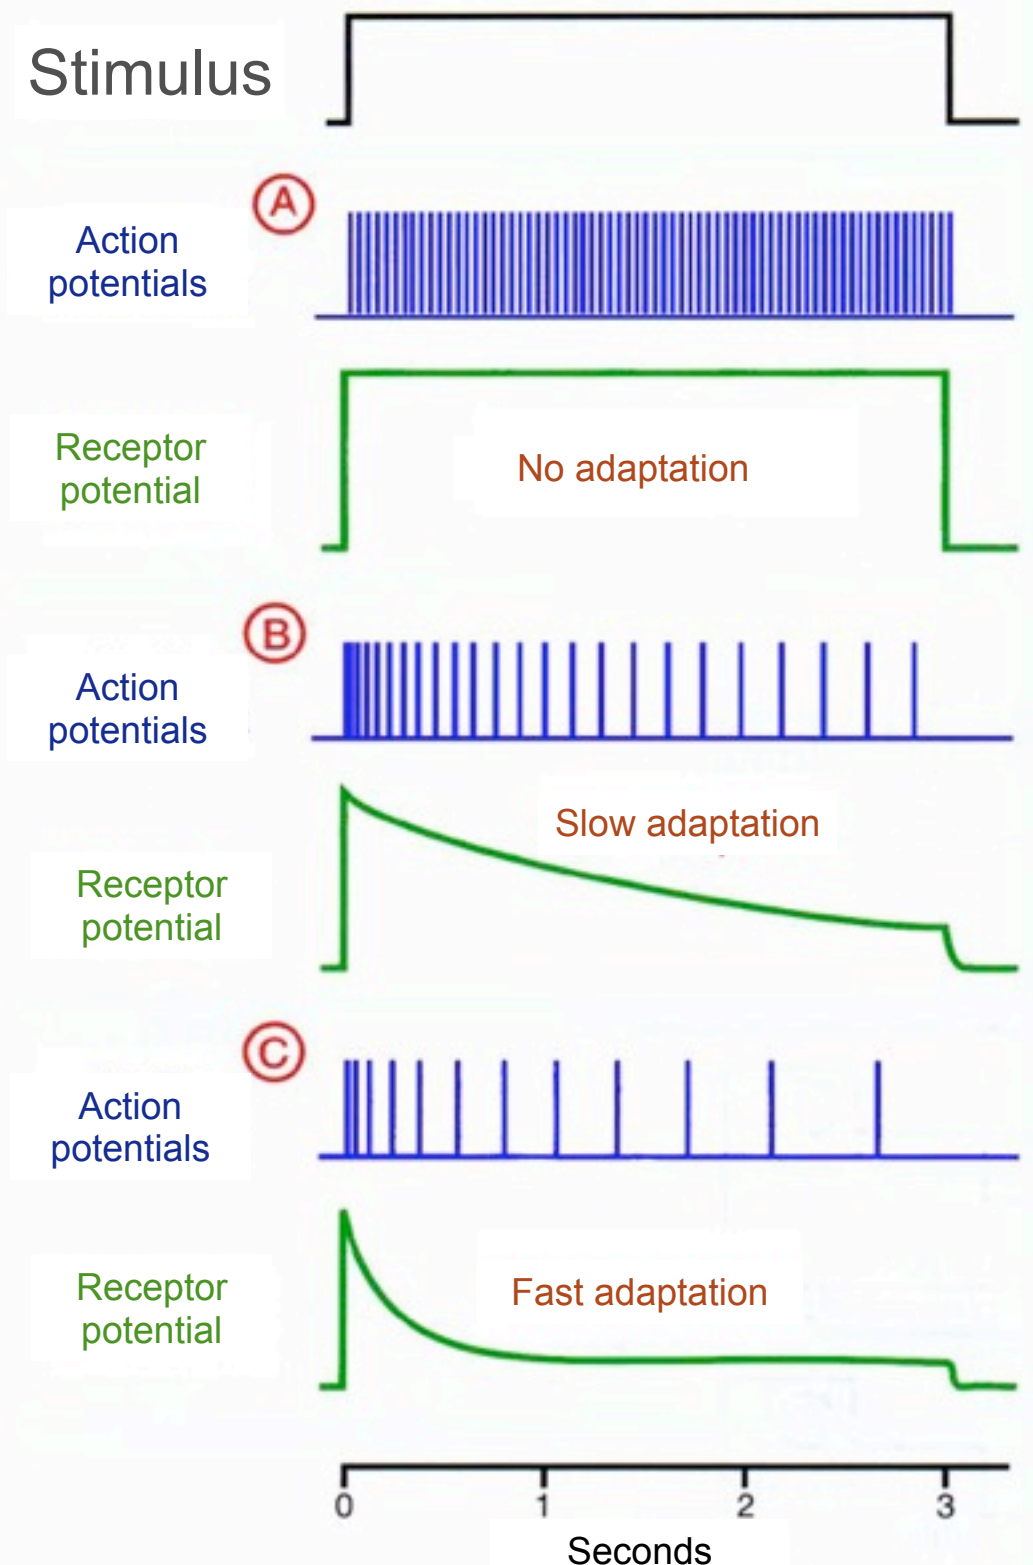 Stimulus
A
Action
potentials
Receptor
potential
No adaptation
B
Action
potentials
Slow adaptation
Receptor
potential
C
Action
potentials
Receptor
potential
Fast adaptation
0 1 2 3
Seconds